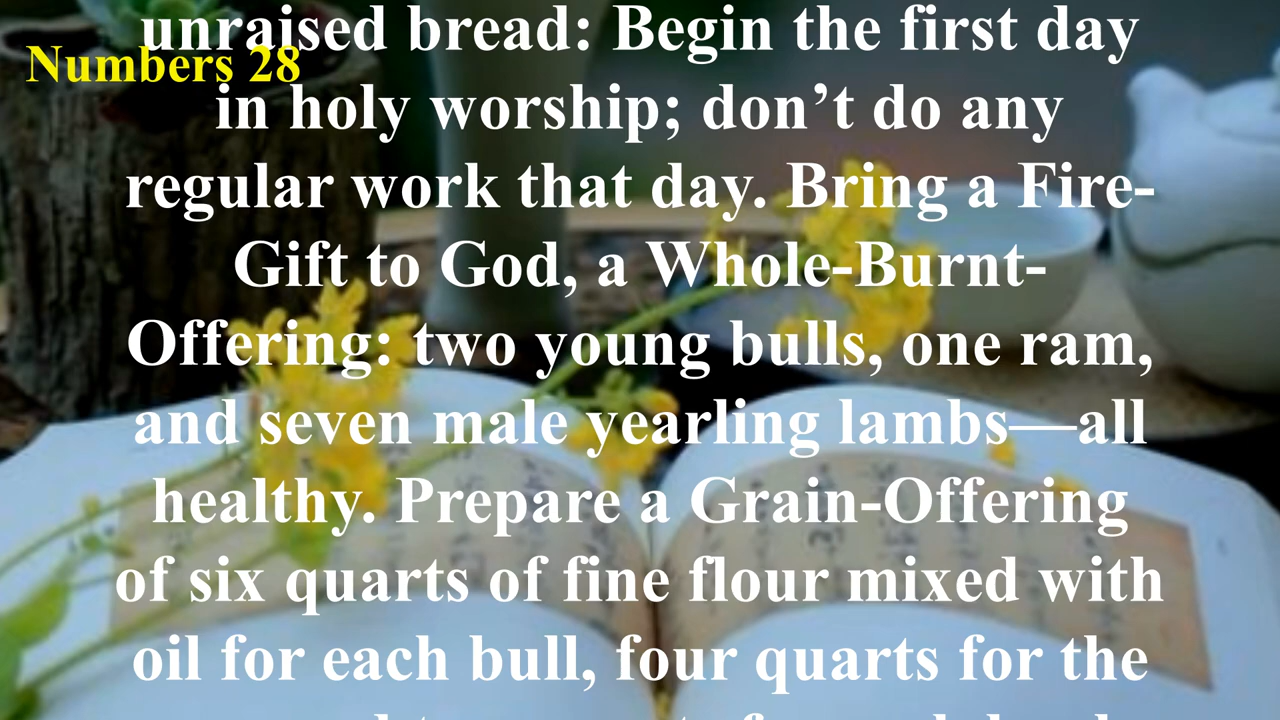 unraised bread: Begin the first day
Numbers 28
in holy worship; don’t do any
regular work that day. Bring a Fire-
Gift to God, a Whole-Burnt-
Offering: two young bulls, one ram,
and seven male yearling lambs—all
healthy. Prepare a Grain-Offering
of six quarts of fine flour mixed with
oil for each bull, four quarts for the